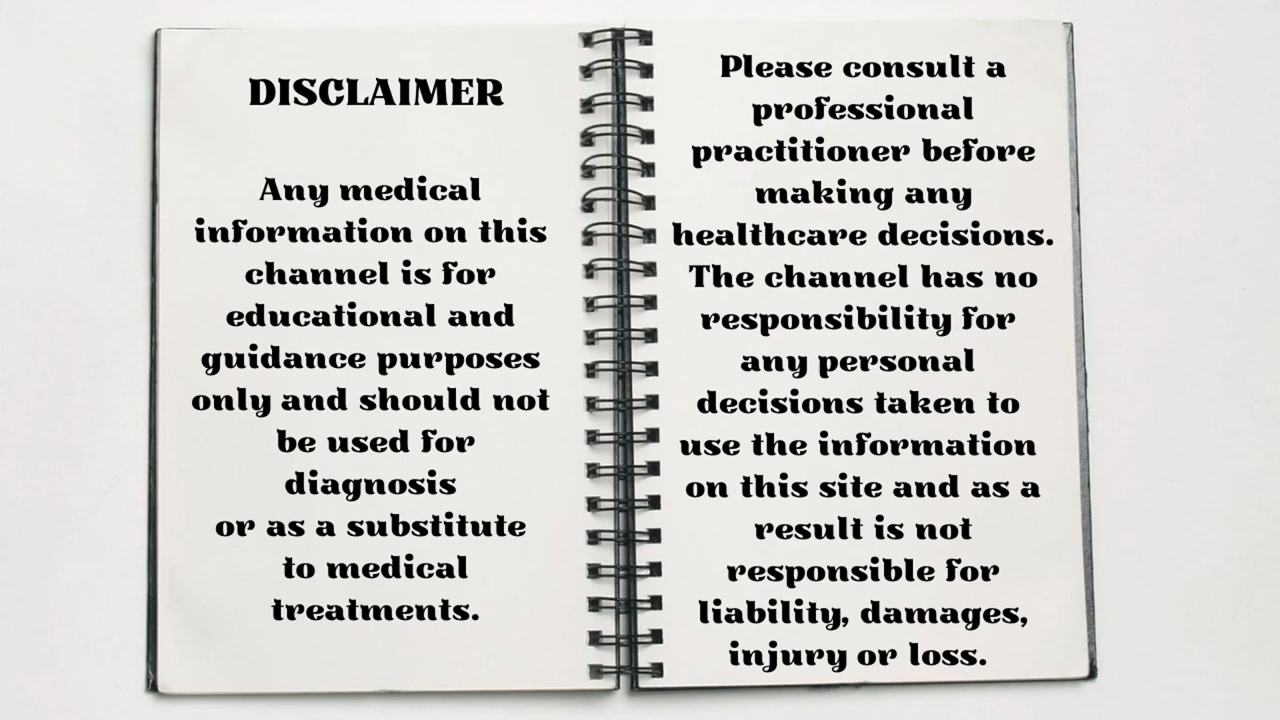 DISCLAIMER
Any medical
information on this
channel is for
educational and
guidance purposes
only and should not
be used for
diagnosis
or as a substitute
to medical
treatments.
Please consult a
professional
practitioner before
making any
healthcare decisions.
The channel has no
responsibility for
any personal
decisions taken to
use the information
on this site and as a
result is not
responsible for
liability, damages,
injury or loss.